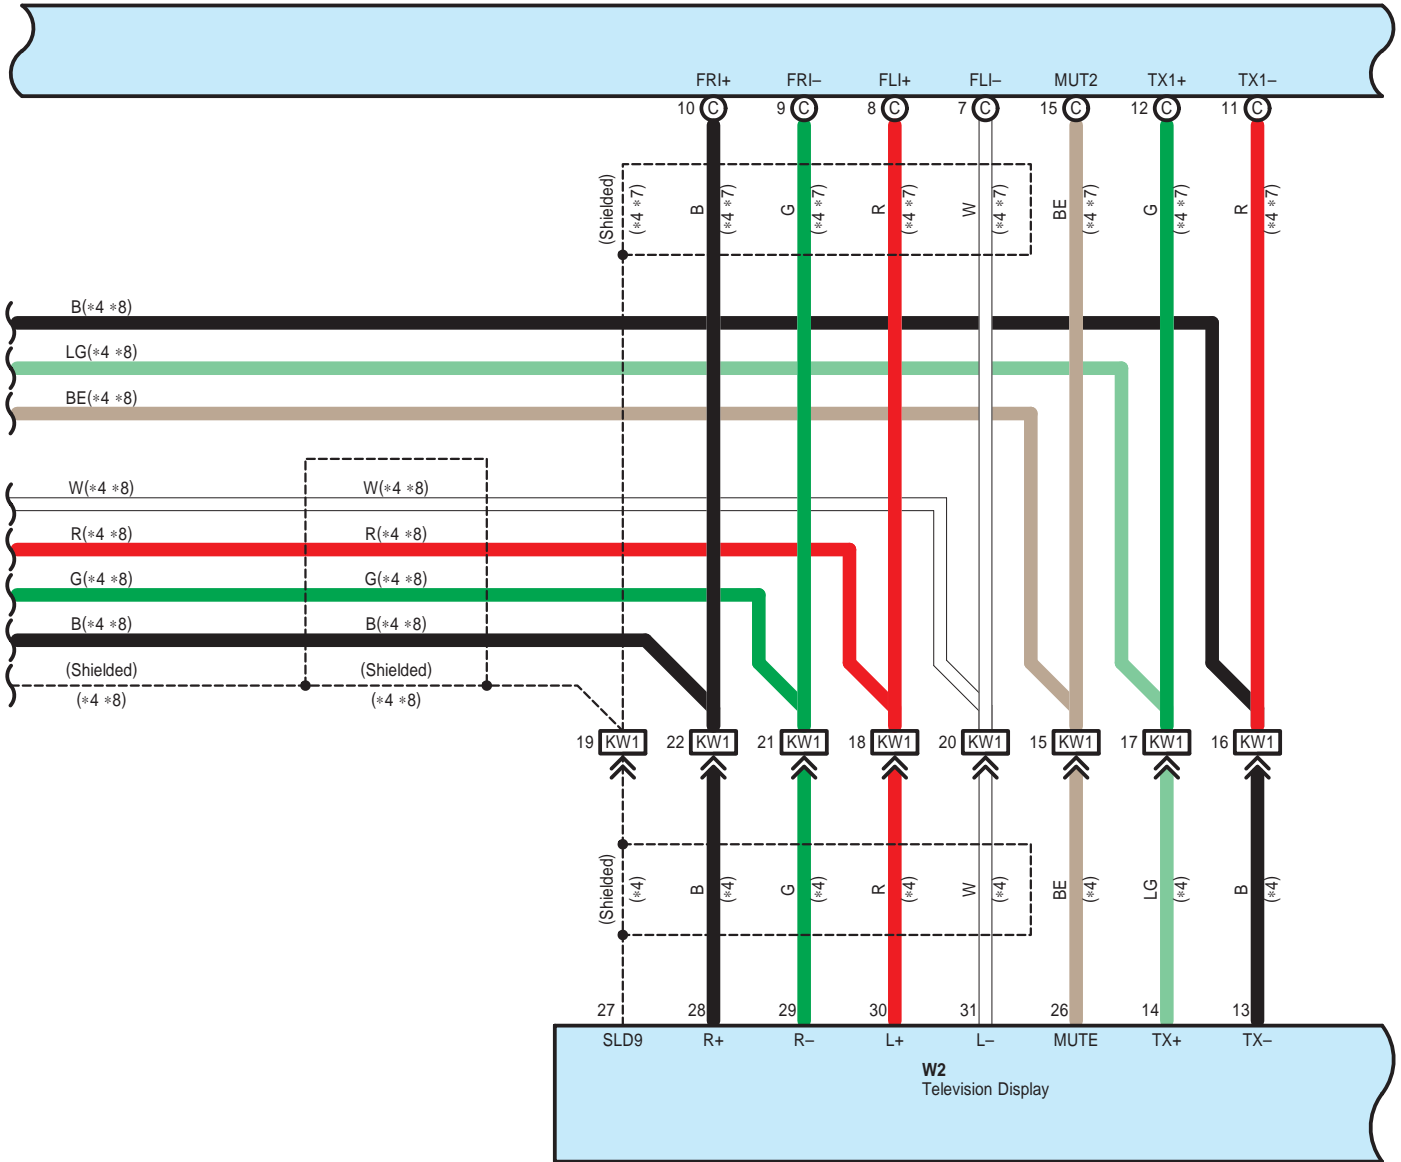 FRI+ FRI– FLI+ FLI– MUT2 TX1+ TX1–
10 C 9 C 8 C 7 C 15 C 12 C 11 C
(Shielded) (∗4 ∗7) B (∗4 ∗7) G (∗4 ∗7) R (∗4 ∗7) W (∗4 ∗7) BE (∗4 ∗7) G (∗4 ∗7) R (∗4 ∗7)
B(∗4 ∗8)
LG(∗4 ∗8)
BE(∗4 ∗8)
W(∗4 ∗8) W(∗4 ∗8)
R(∗4 ∗8) R(∗4 ∗8)
G(∗4 ∗8) G(∗4 ∗8)
B(∗4 ∗8) B(∗4 ∗8)
(Shielded) (Shielded)
(∗4 ∗8) (∗4 ∗8)
19 KW1 22 KW1 21 KW1 18 KW1 20 KW1 15 KW1 17 KW1 16 KW1
(Shielded) (∗4) B (∗4) G (∗4) R (∗4) W (∗4) BE (∗4) LG (∗4) B (∗4)
27 28 29 30 31 26 14 13
SLD9 R+ R– L+ L– MUTE TX+ TX–
W2
Television Display